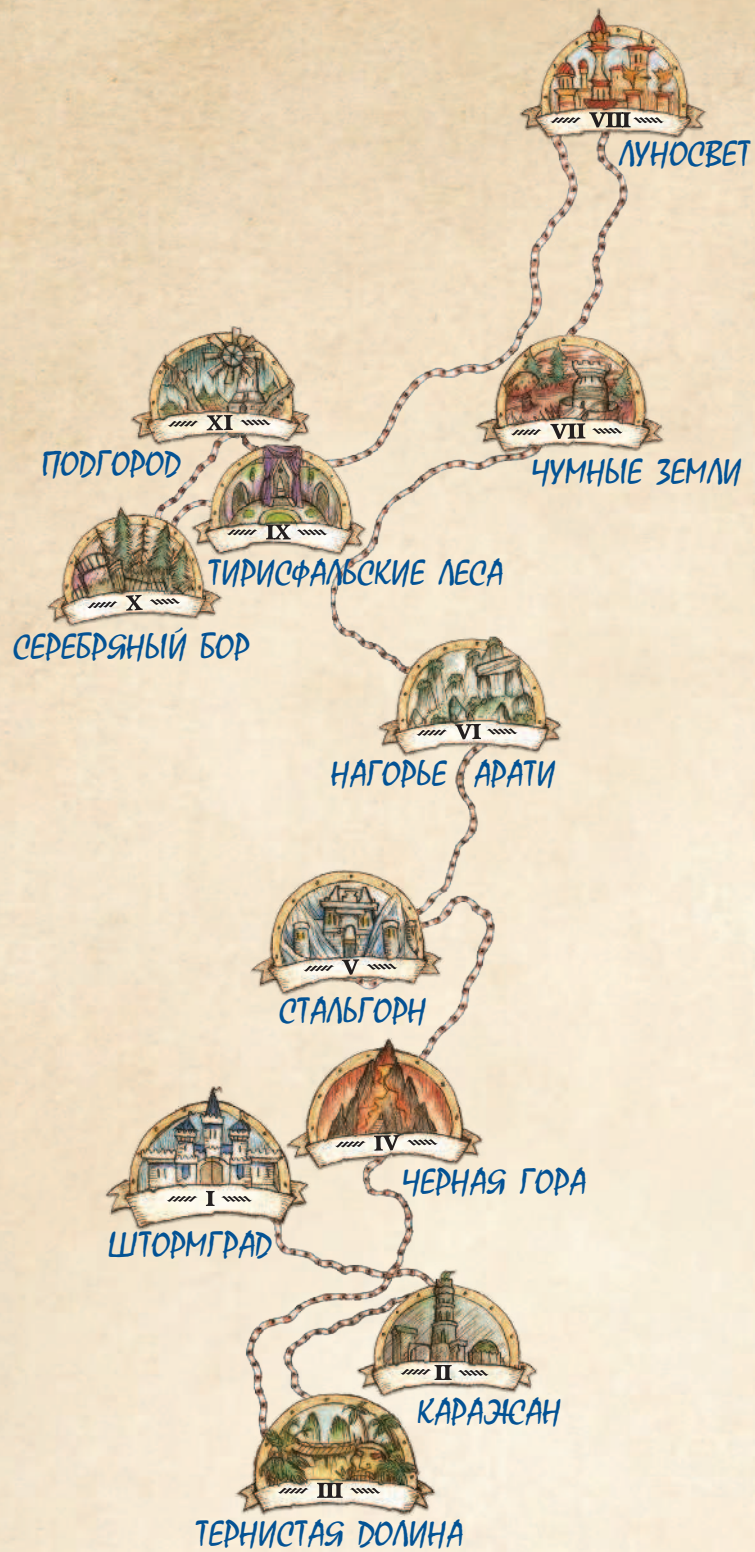 VIII
ЛУНОСВЕТ
XI
ПОДГОРОД
VII
ЧУМНЫЕ ЗЕМЛИ
IX
ТИРИСФАЛЬСКИЕ ЛЕСА
X
СЕРЕБРЯНЫЙ БОР
VI
НАГОРЬЕ АРАТИ
V
СТАЛЬГОРН
IV
ЧЕРНАЯ ГОРА
I
ШТОРМГРАД
II
КАРАЖАН
III
ТЕРНИСТАЯ ДОЛИНА